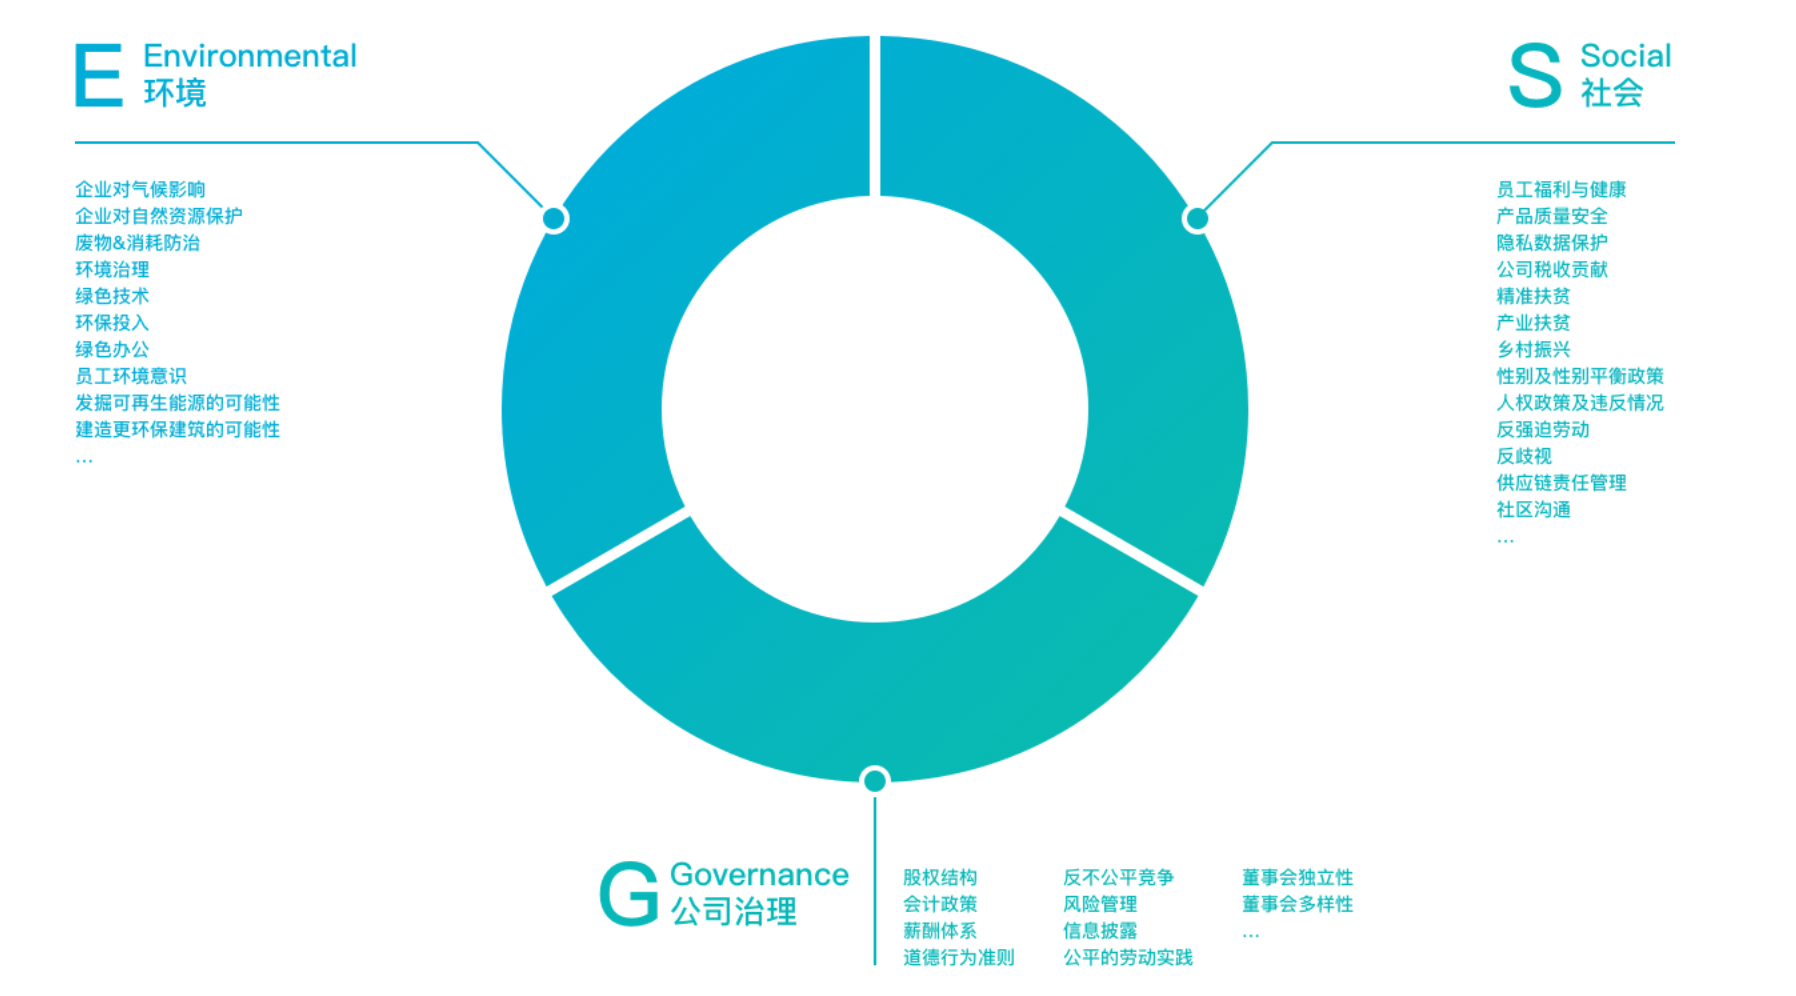 E
Environmental
环境
企业对气候影响
企业对自然资源保护
废物&消耗防治
环境治理
绿色技术
环保投入
绿色办公
员工环境意识
发掘可再生能源的可能性
建造更环保建筑的可能性
...
S
Social
社会
员工福利与健康
产品质量安全
隐私数据保护
公司税收贡献
精准扶贫
产业扶贫
乡村振兴
性别及性别平衡政策
人权政策及违反情况
反强迫劳动
反歧视
供应链责任管理
社区沟通
...
G
Governance
公司治理
股权结构
会计政策
薪酬体系
道德行为准则
反不公平竞争
风险管理
信息披露
公平的劳动实践
董事会独立性
董事会多样性
...